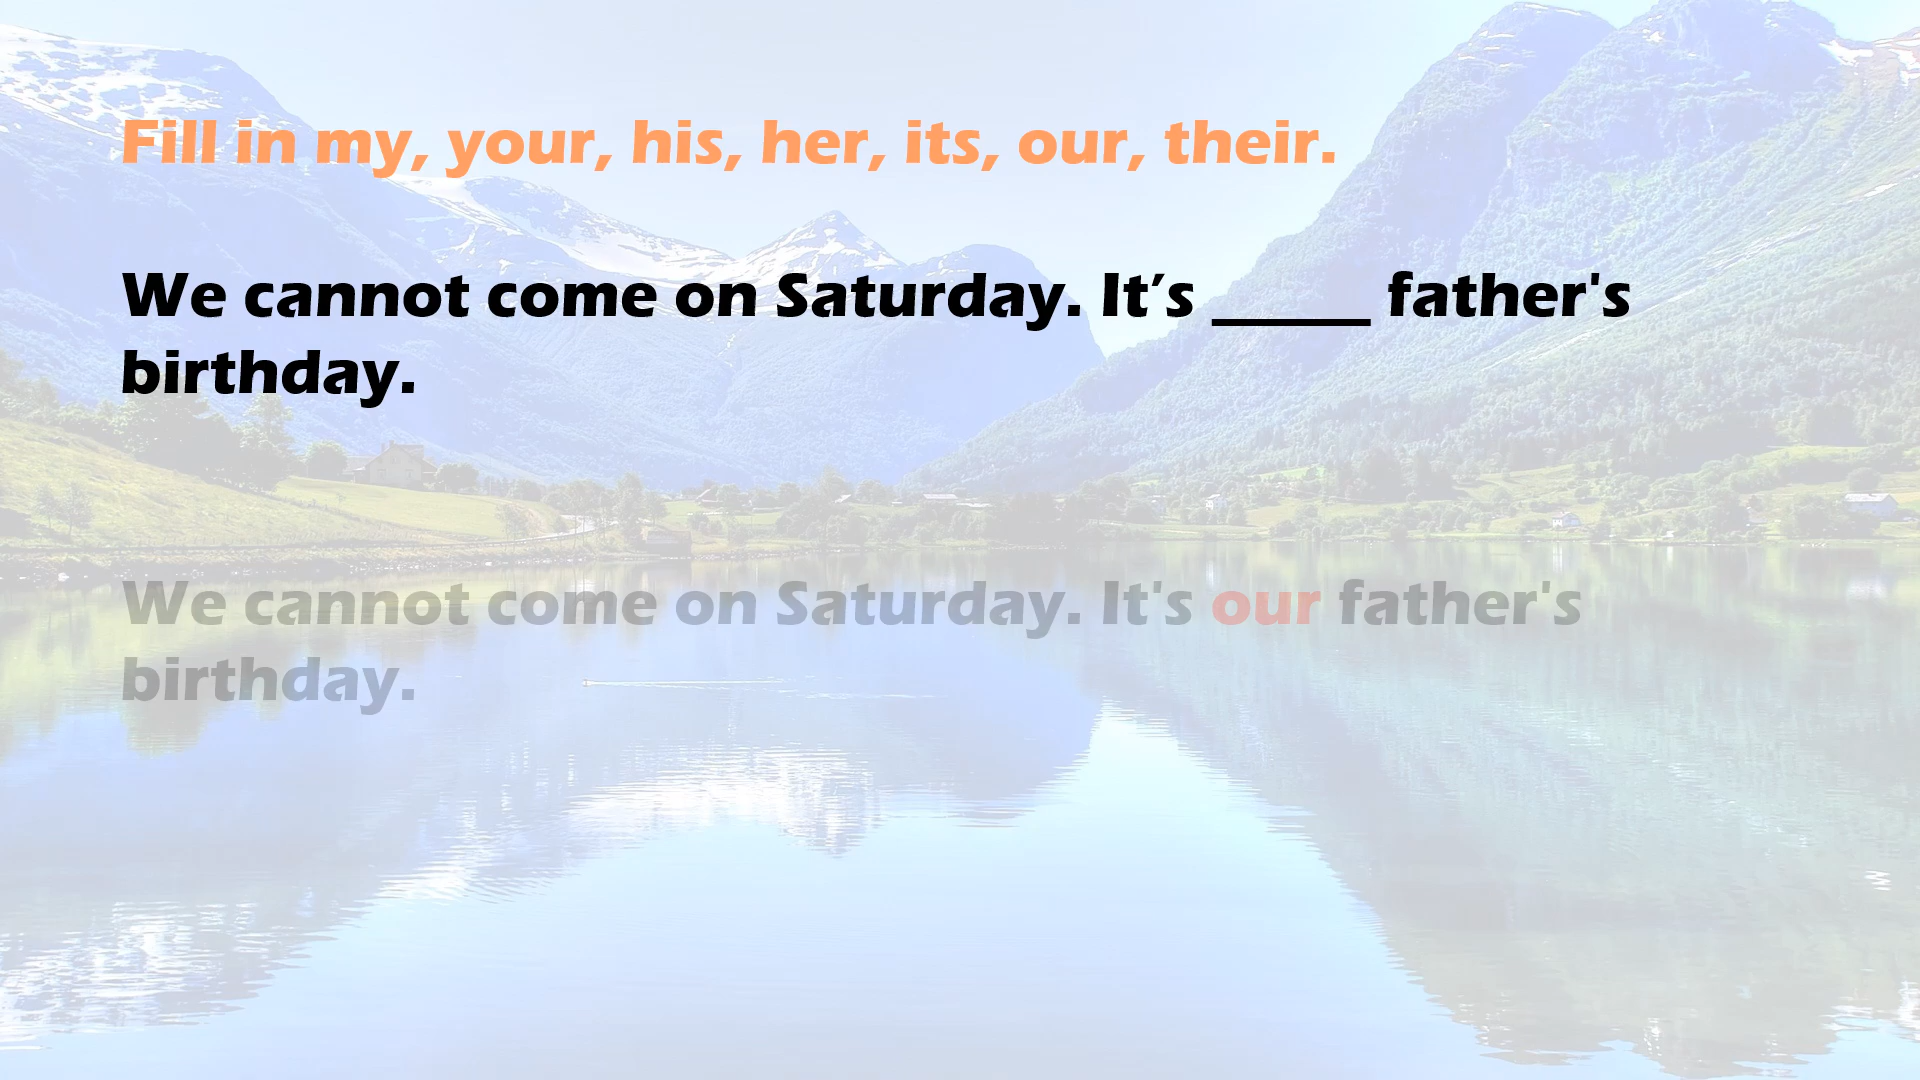 Fill in my, your, his, her, its, our, their.
We cannot come on Saturday. It’s _____ father's
birthday.
We cannot come on Saturday. It's our father's
birthday.